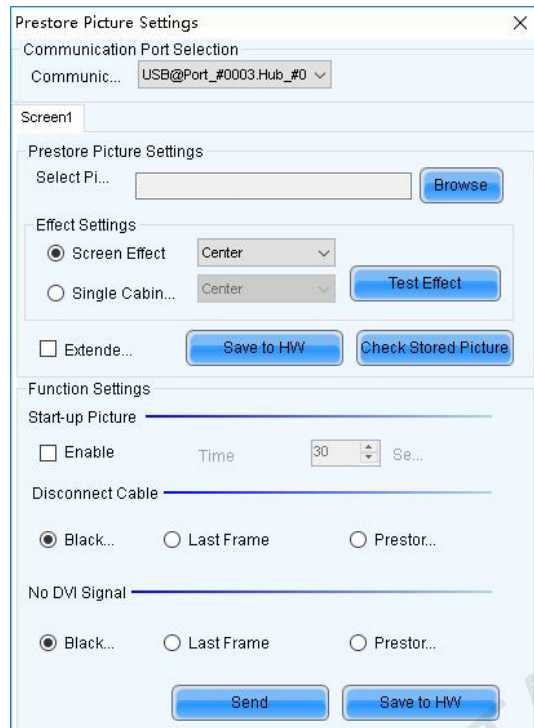 Prestore Picture Settings
Communication Port Selection
Communic... USB@Port_#0003.Hub_#0
Screen1
Prestore Picture Settings
Select Pi... Browse
Effect Settings
Screen Effect Center
Single Cabin... Center Test Effect
Extende... Save to HW Check Stored Picture
Function Settings
Start-up Picture
Enable Time 30 Se...
Disconnect Cable
Black... Last Frame Prestor...
No DVI Signal
Black... Last Frame Prestor...
Send Save to HW